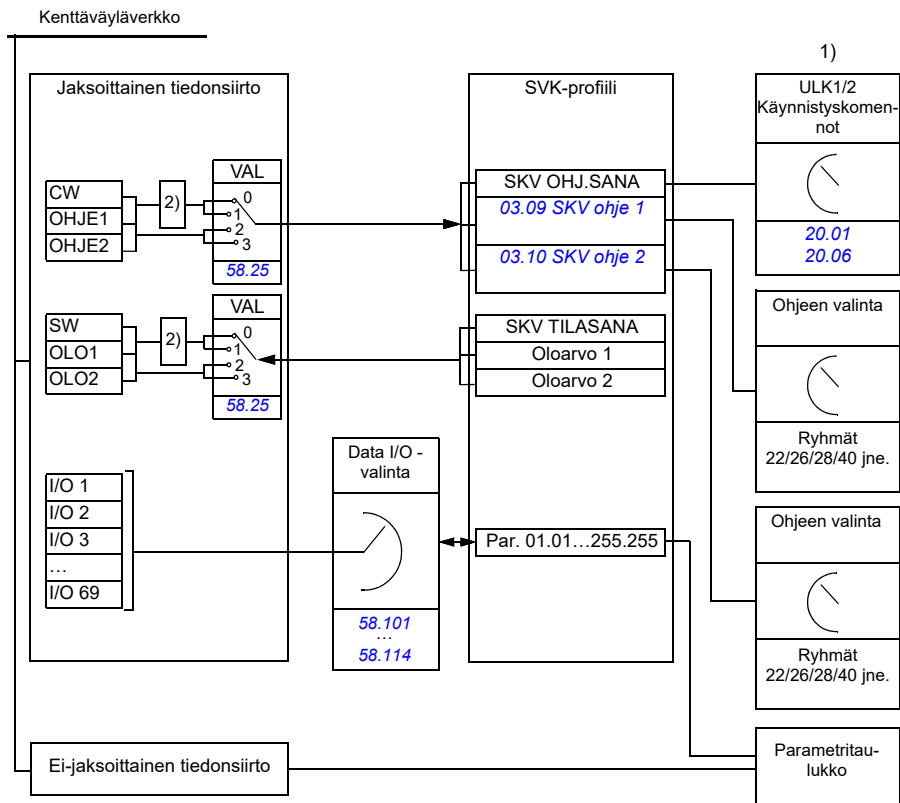 Kenttäväyläverkko
Jaksoittainen tiedonsiirto
CW
OHJE1
OHJE2
2)
VAL
0
1
2
3
58.25
SW
OLO1
OLO2
2)
VAL
0
1
2
3
58.25
I/O 1
I/O 2
I/O 3
…
I/O 69
Data I/O -
valinta
58.101
…
58.114
SVK-profiili
SKV OHJ.SANA
03.09 SKV ohje 1
03.10 SKV ohje 2
SKV TILASANA
Oloarvo 1
Oloarvo 2
Par. 01.01…255.255
1)
ULK1/2
Käynnistyskomen-
not
20.01
20.06
Ohjeen valinta
Ryhmät
22/26/28/40 jne.
Ohjeen valinta
Ryhmät
22/26/28/40 jne.
Ei-jaksoittainen tiedonsiirto
Parametritau-
lukko